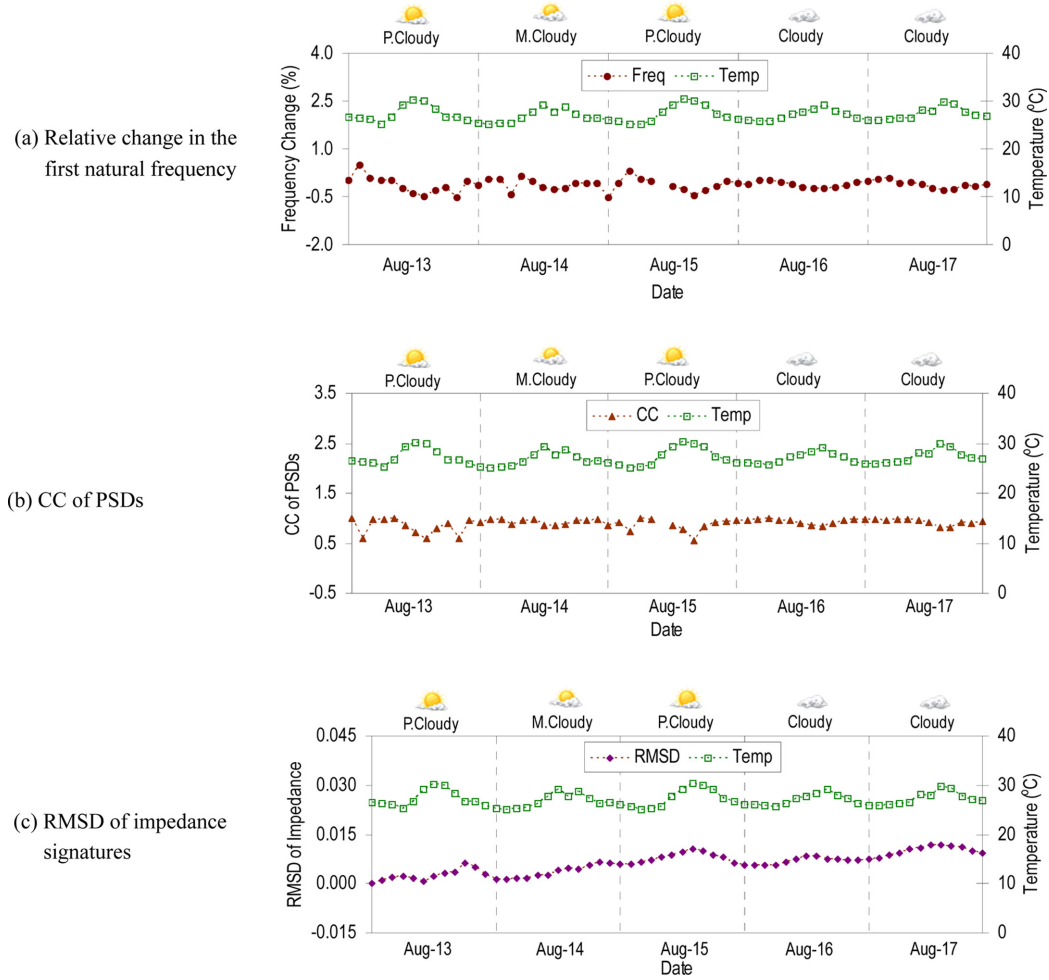 P.Cloudy M.Cloudy P.Cloudy Cloudy Cloudy
4.0 2.5 1.0 -0.5 -2.0
Frequency Change (%)
Freq Temp
40 30 20 10 0
Temperature (⁰C)
(a) Relative change in the
first natural frequency
Aug-13 Aug-14 Aug-15 Aug-16 Aug-17
Date
P.Cloudy M.Cloudy P.Cloudy Cloudy Cloudy
3.5 2.5 1.5 0.5 -0.5
CC of PSDs
CC Temp
40 30 20 10 0
Temperature (⁰C)
(b) CC of PSDs
Aug-13 Aug-14 Aug-15 Aug-16 Aug-17
Date
P.Cloudy M.Cloudy P.Cloudy Cloudy Cloudy
0.045 0.030 0.015 0.000 -0.015
RMSD of Impedance
RMSD Temp
40 30 20 10 0
Temperature (⁰C)
(c) RMSD of impedance
signatures
Aug-13 Aug-14 Aug-15 Aug-16 Aug-17
Date